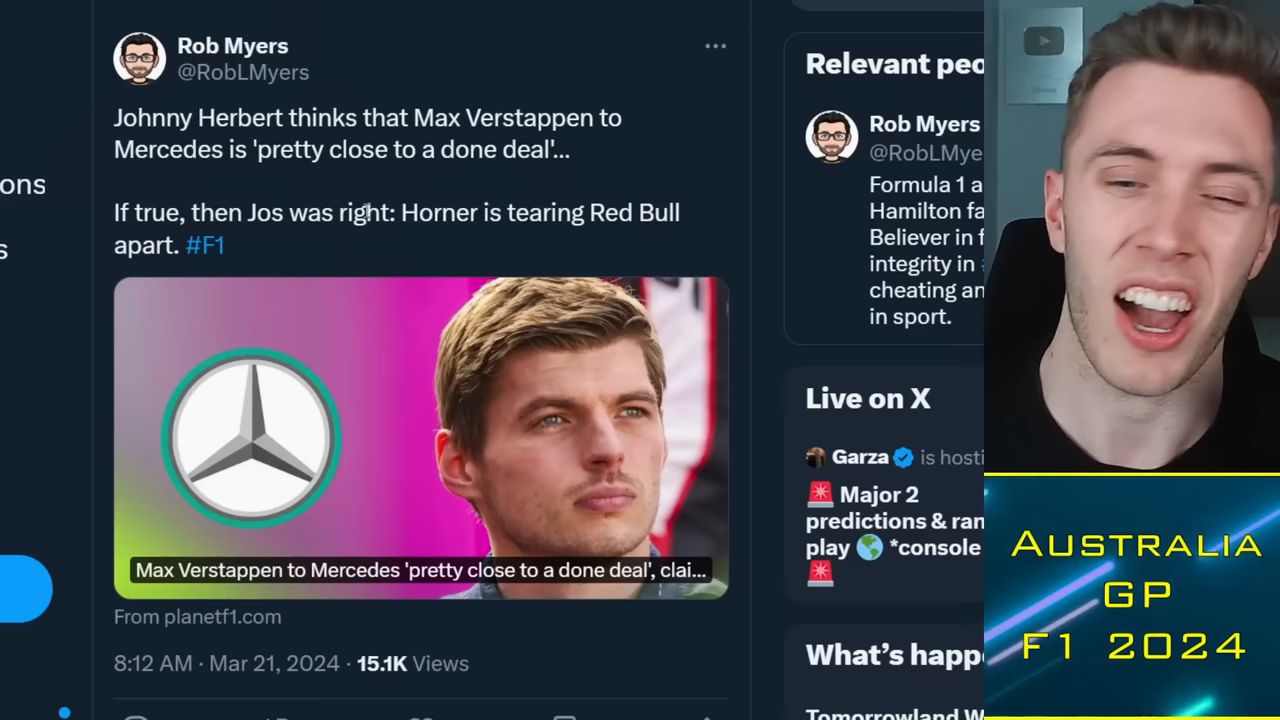 Rob Myers
@RobLMyers
Johnny Herbert thinks that Max Verstappen to
Mercedes is 'pretty close to a done deal'...
If true, then Jos was right: Horner is tearing Red Bull
apart. #F1
Max Verstappen to Mercedes 'pretty close to a done deal', clai...
From planetf1.com
8:12 AM · Mar 21, 2024 · 15.1K Views
ons
s
Relevant peo
Rob Myers
@RobLMye
Formula 1 a
Hamilton fa
Believer in f
integrity in
cheating an
in sport.
Live on X
Garza is hosti
🚨 Major 2
predictions & ran
play 🌎 *console
🚨
What's happe
Tomorrowland W
AUSTRALIA
GP
F1 2024